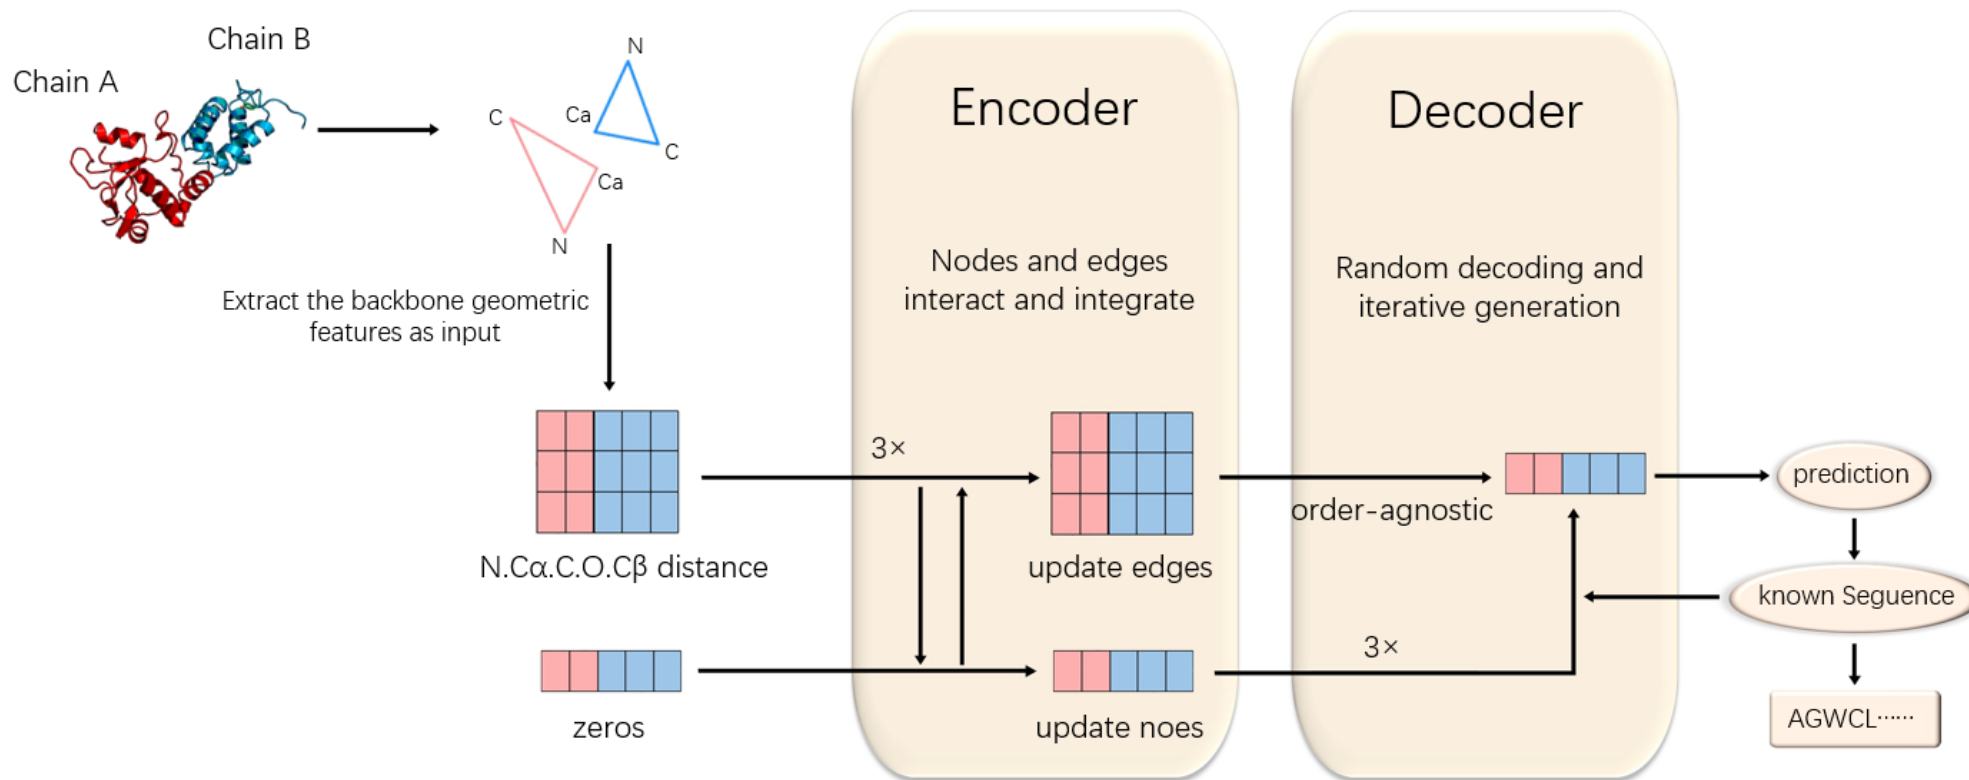 Chain B
Chain A
N
Ca
C
C
Ca
N
Extract the backbone geometric
features as input
N.Cα.C.O.Cβ distance
zeros
Encoder
Nodes and edges
interact and integrate
3×
update edges
update noes
Decoder
Random decoding and
iterative generation
order-agnostic
3×
prediction
known Seguence
AGWCL······